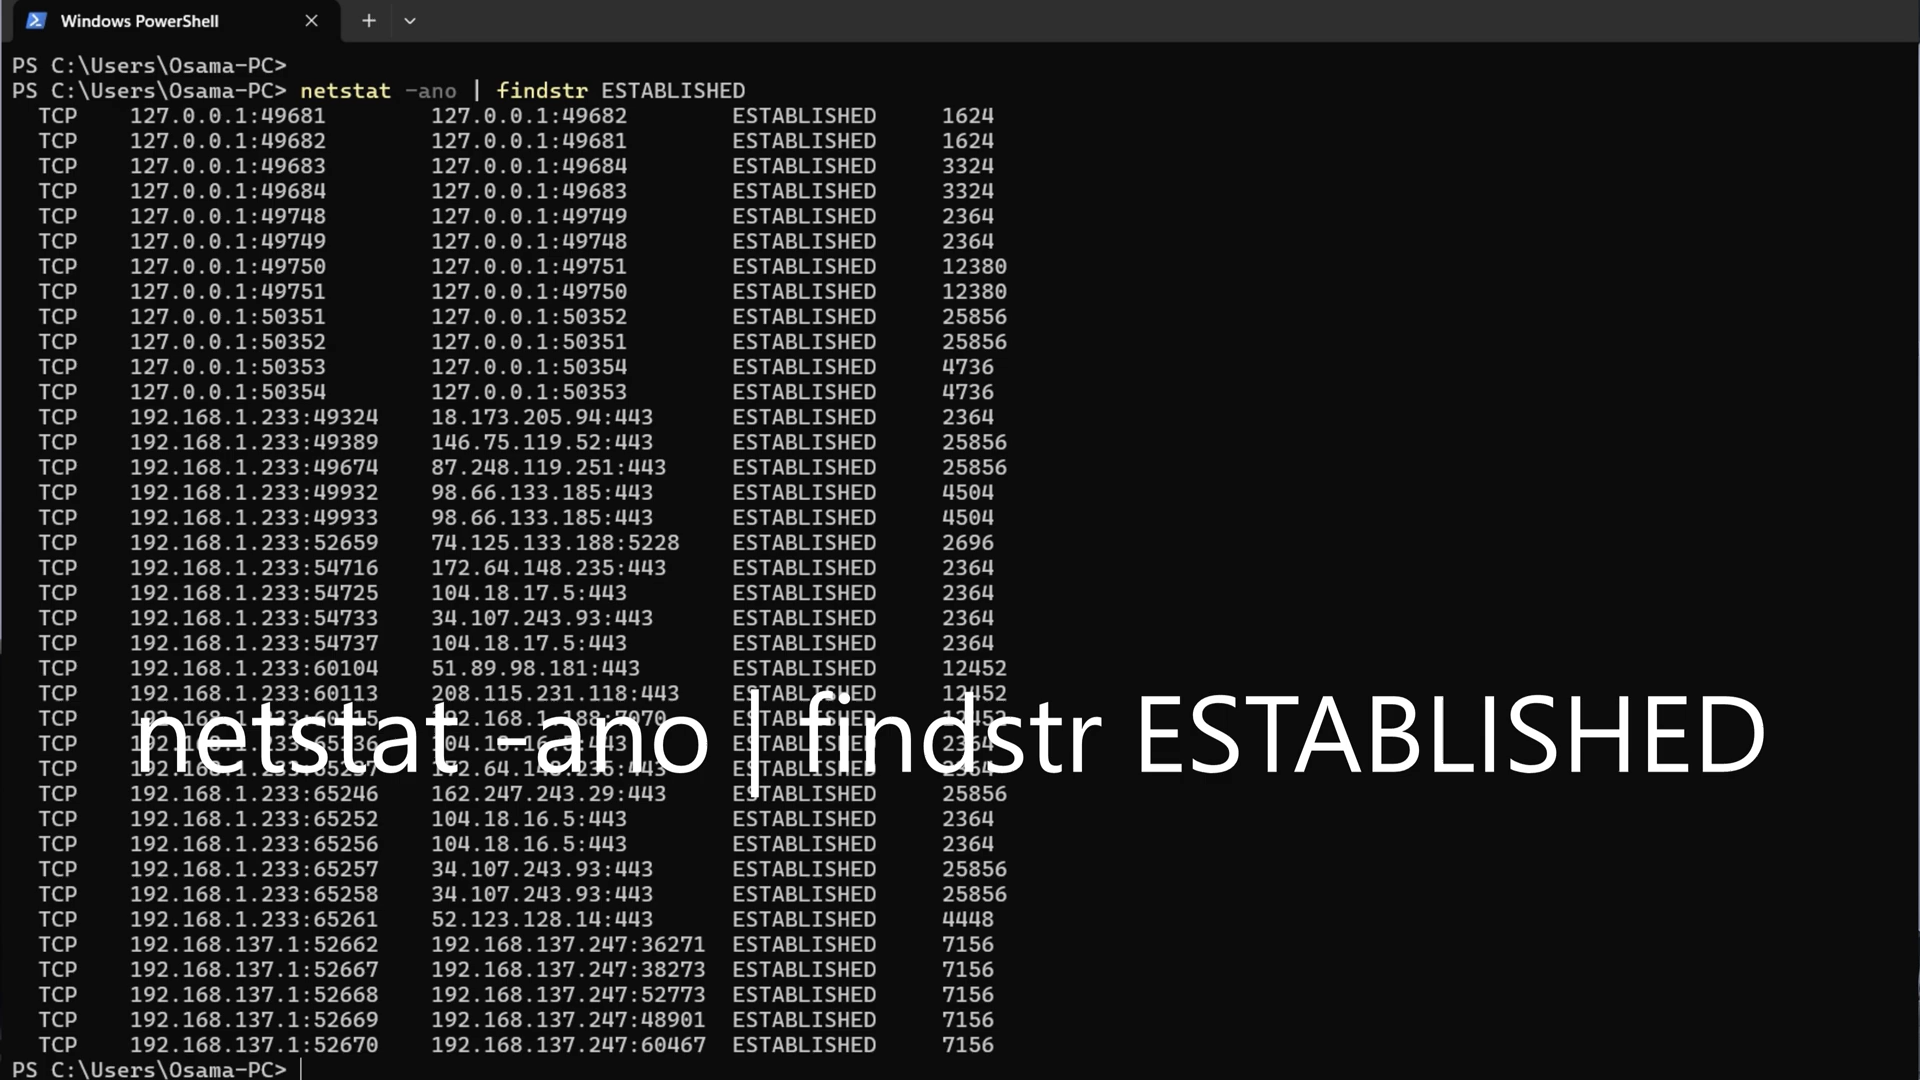 Windows PowerShell
PS C:\Users\Osama-PC>
PS C:\Users\Osama-PC> netstat -ano | findstr ESTABLISHED
TCP 127.0.0.1:49681 127.0.0.1:49682 ESTABLISHED 1624
TCP 127.0.0.1:49682 127.0.0.1:49681 ESTABLISHED 1624
TCP 127.0.0.1:49683 127.0.0.1:49684 ESTABLISHED 3324
TCP 127.0.0.1:49684 127.0.0.1:49683 ESTABLISHED 3324
TCP 127.0.0.1:49748 127.0.0.1:49749 ESTABLISHED 2364
TCP 127.0.0.1:49749 127.0.0.1:49748 ESTABLISHED 2364
TCP 127.0.0.1:49750 127.0.0.1:49751 ESTABLISHED 12380
TCP 127.0.0.1:49751 127.0.0.1:49750 ESTABLISHED 12380
TCP 127.0.0.1:50351 127.0.0.1:50352 ESTABLISHED 25856
TCP 127.0.0.1:50352 127.0.0.1:50351 ESTABLISHED 25856
TCP 127.0.0.1:50353 127.0.0.1:50354 ESTABLISHED 4736
TCP 127.0.0.1:50354 127.0.0.1:50353 ESTABLISHED 4736
TCP 192.168.1.233:49324 18.173.205.94:443 ESTABLISHED 2364
TCP 192.168.1.233:49389 146.75.119.52:443 ESTABLISHED 25856
TCP 192.168.1.233:49674 87.248.119.251:443 ESTABLISHED 25856
TCP 192.168.1.233:49932 98.66.133.185:443 ESTABLISHED 4504
TCP 192.168.1.233:49933 98.66.133.185:443 ESTABLISHED 4504
TCP 192.168.1.233:52659 74.125.133.188:5228 ESTABLISHED 2696
TCP 192.168.1.233:54716 172.64.148.235:443 ESTABLISHED 2364
TCP 192.168.1.233:54725 104.18.17.5:443 ESTABLISHED 2364
TCP 192.168.1.233:54733 34.107.243.93:443 ESTABLISHED 2364
TCP 192.168.1.233:54737 104.18.17.5:443 ESTABLISHED 2364
TCP 192.168.1.233:60104 51.89.98.181:443 ESTABLISHED 12452
TCP 192.168.1.233:60113 208.115.231.118:443 ESTABLISHED 12452
TCP ESTABLISHED
TCP ESTABLISHED
TCP ESTABLISHED
netstat -ano | findstr ESTABLISHED
TCP 192.168.1.233:65246 162.247.243.29:443 ESTABLISHED 25856
TCP 192.168.1.233:65252 104.18.16.5:443 ESTABLISHED 2364
TCP 192.168.1.233:65256 104.18.16.5:443 ESTABLISHED 2364
TCP 192.168.1.233:65257 34.107.243.93:443 ESTABLISHED 25856
TCP 192.168.1.233:65258 34.107.243.93:443 ESTABLISHED 25856
TCP 192.168.1.233:65261 52.123.128.14:443 ESTABLISHED 4448
TCP 192.168.137.1:52662 192.168.137.247:36271 ESTABLISHED 7156
TCP 192.168.137.1:52667 192.168.137.247:38273 ESTABLISHED 7156
TCP 192.168.137.1:52668 192.168.137.247:52773 ESTABLISHED 7156
TCP 192.168.137.1:52669 192.168.137.247:48901 ESTABLISHED 7156
TCP 192.168.137.1:52670 192.168.137.247:60467 ESTABLISHED 7156
PS C:\Users\Osama-PC>